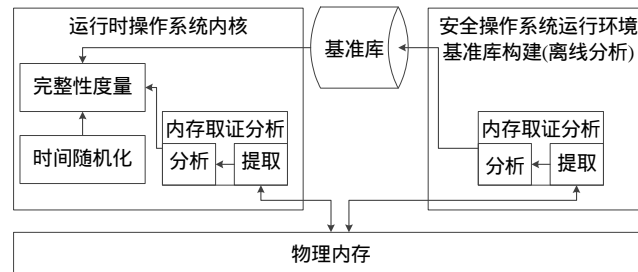 运行时操作系统内核
完整性度量
时间随机化
内存取证分析
分析
提取
基准库
安全操作系统运行环境
基准库构建(离线分析)
内存取证分析
分析
提取
物理内存